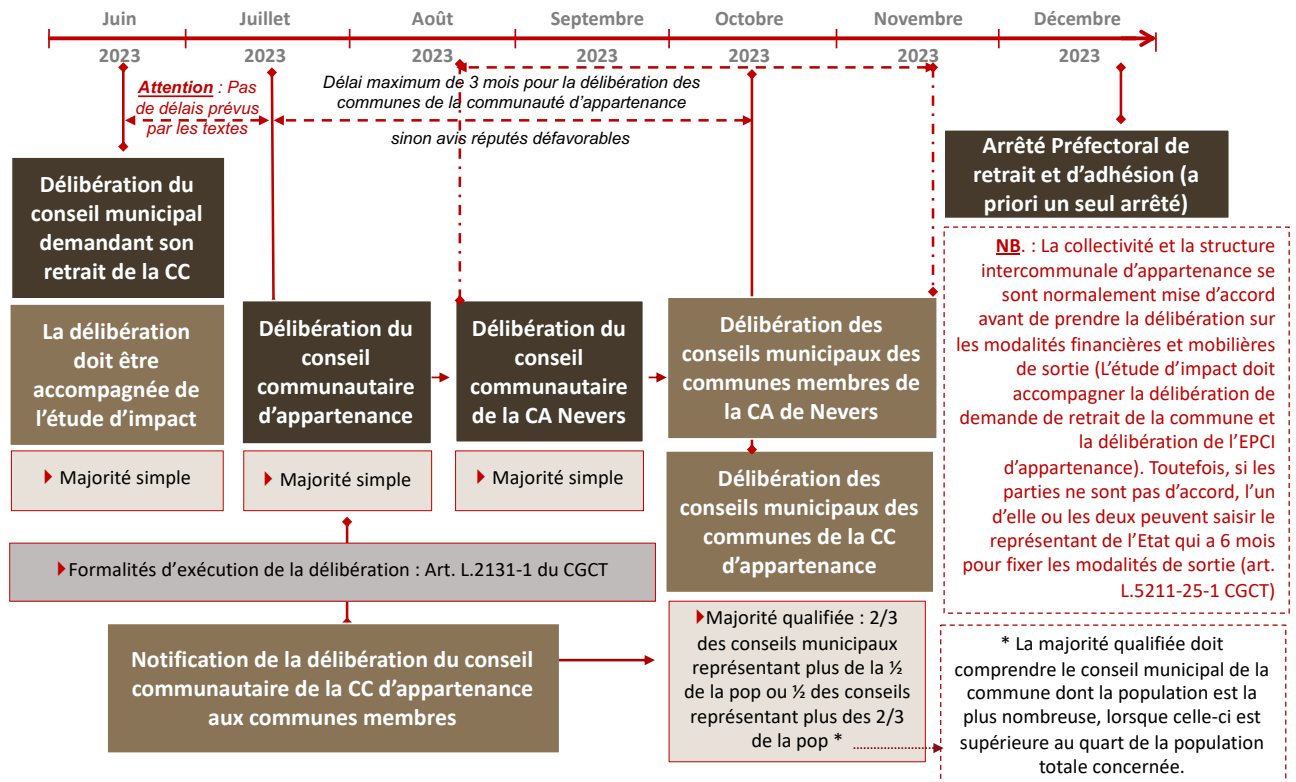 Juin
Juillet
Août
Septembre
Octobre
Novembre
Décembre
2023
2023
2023
2023
2023
2023
2023
Attention : Pas
de délais prévus
par les textes
Délai maximum de 3 mois pour la délibération des
communes de la communauté d'appartenance
sinon avis réputés défavorables
Délibération du
conseil municipal
demandant son
retrait de la CC
La délibération
doit être
accompagnée de
l'étude d'impact
Majorité simple
Délibération du
conseil
communautaire
d'appartenance
Majorité simple
Délibération du
conseil
communautaire
de la CA Nevers
Majorité simple
Délibération des
conseils municipaux des
communes membres de
la CA de Nevers
Délibération des
conseils municipaux des
communes de la CC
d'appartenance
Arrêté Préfectoral de
retrait et d'adhésion (a
priori un seul arrêté)
NB. : La collectivité et la structure
intercommunale d'appartenance se
sont normalement mise d'accord
avant de prendre la délibération sur
les modalités financières et mobilières
de sortie (L'étude d'impact doit
accompagner la délibération de
demande de retrait de la commune et
la délibération de l'EPCI
d'appartenance). Toutefois, si les
parties ne sont pas d'accord, l'un
d'elle ou les deux peuvent saisir le
représentant de l'Etat qui a 6 mois
pour fixer les modalités de sortie (art.
L.5211-25-1 CGCT)
Formalités d'exécution de la délibération : Art. L.2131-1 du CGCT
Notification de la délibération du conseil
communautaire de la CC d'appartenance
aux communes membres
Majorité qualifiée : 2/3
des conseils municipaux
représentant plus de la ½
de la pop ou ½ des conseils
représentant plus des 2/3
de la pop *
* La majorité qualifiée doit
comprendre le conseil municipal de la
commune dont la population est la
plus nombreuse, lorsque celle-ci est
supérieure au quart de la population
totale concernée.